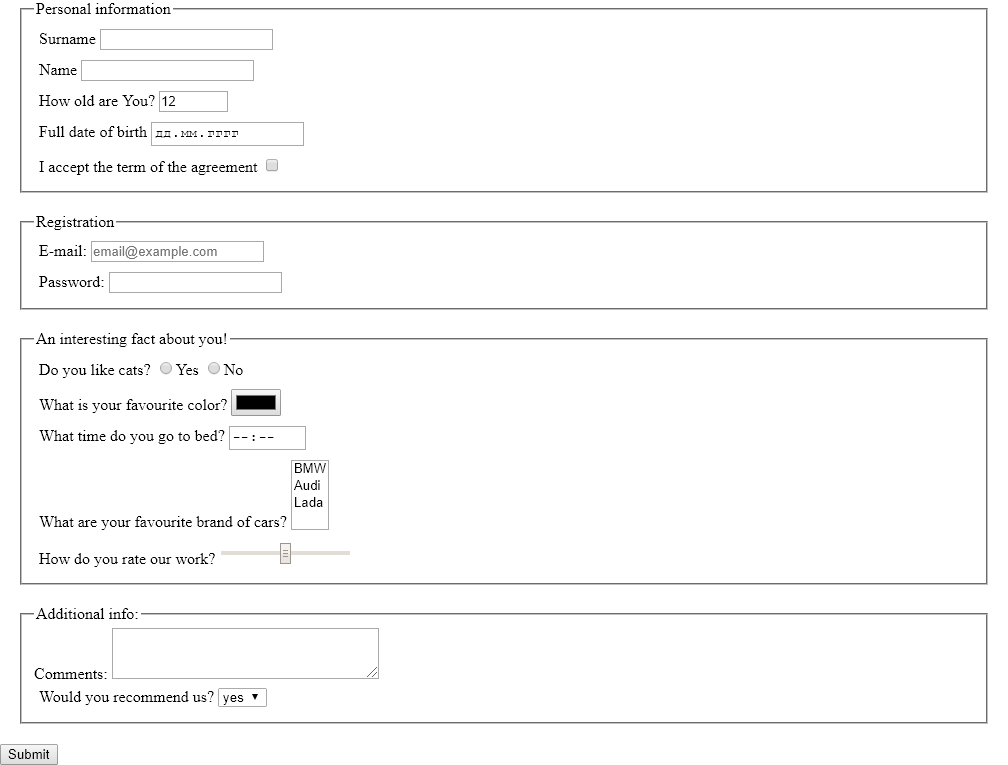 Personal information
Surname
Name
How old are You? 12
Full date of birth дд.мм.гггг
I accept the term of the agreement
Registration
E-mail: email@example.com
Password:
An interesting fact about you!
Do you like cats? Yes No
What is your favourite color?
What time do you go to bed? --:--
BMW
Audi
Lada
What are your favourite brand of cars?
How do you rate our work?
Additional info:
Comments:
Would you recommend us? yes
Submit